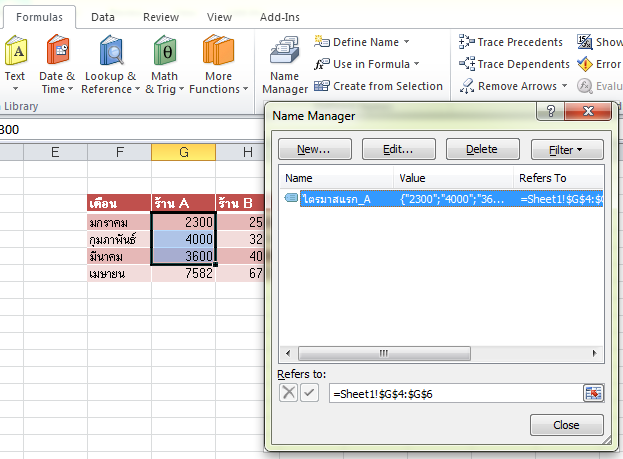 Formulas Data Review View Add-Ins
Text Date & Time Lookup & Reference Math & Trig More Functions Name Manager
Define Name Use in Formula Create from Selection
Trace Precedents Trace Dependents Remove Arrows
Show Error Evalu
Library
300
E F G H
เดือน ร้าน A ร้าน B
มกราคม 2300 25
กุมภาพันธ์ 4000 32
มีนาคม 3600 40
เมษายน 7582 67
Name Manager
New... Edit... Delete Filter
Name Value Refers To
ไตรมาสแรก_A {"2300";"4000";"36... =Sheet1!$G$4:$G
Refers to:
=Sheet1!$G$4:$G$6
Close